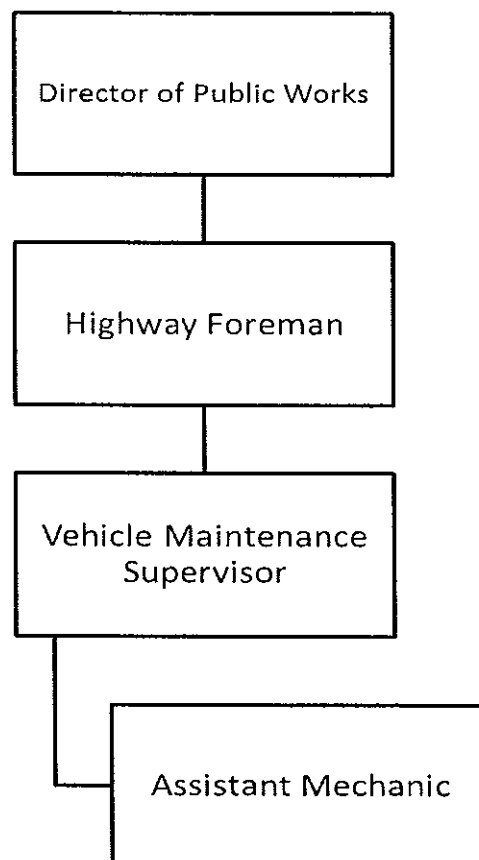 Director of Public Works
Highway Foreman
Vehicle Maintenance
Supervisor
Assistant Mechanic